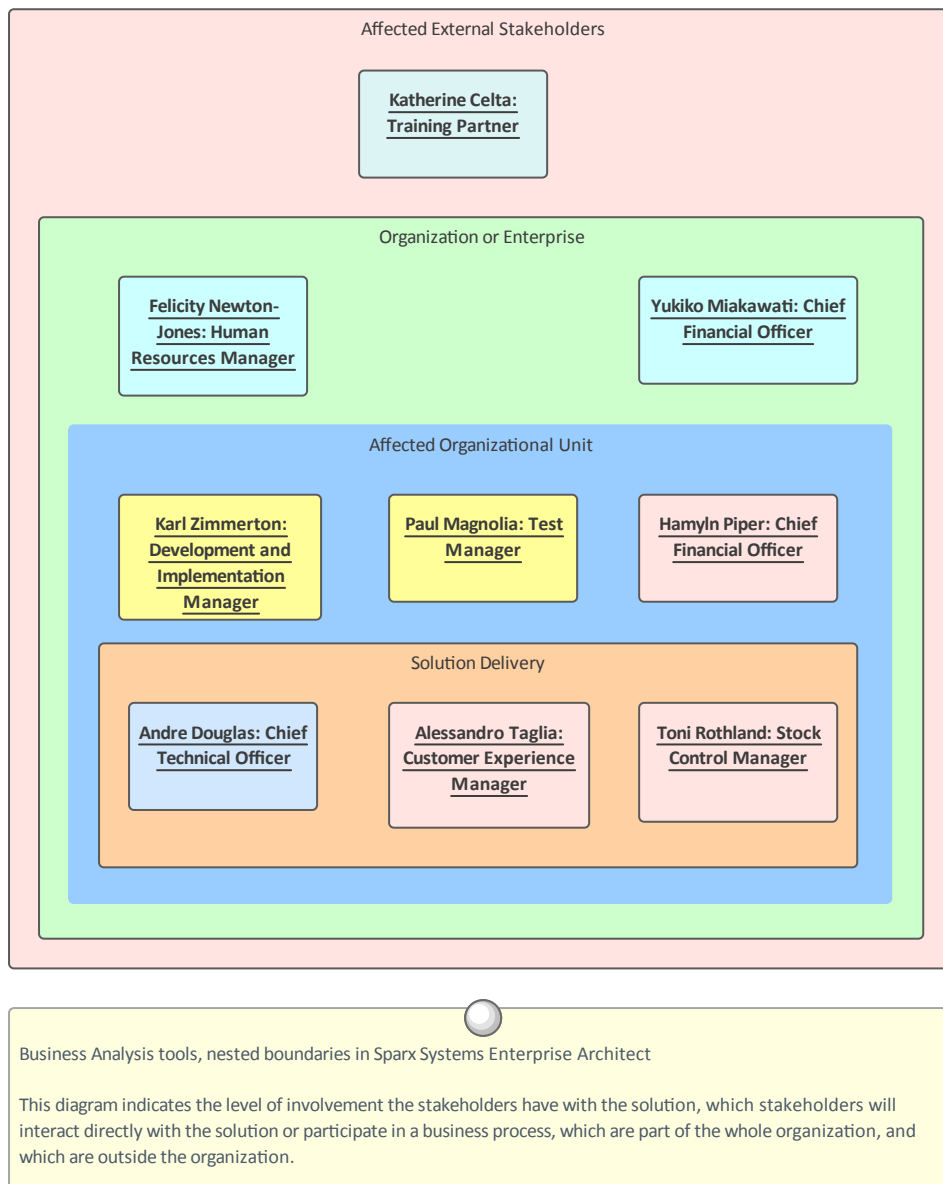 Affected External Stakeholders
Katherine Celta:
Training Partner
Organization or Enterprise
Felicity Newton-
Jones: Human
Resources Manager
Yukiko Miakawati: Chief
Financial Officer
Affected Organizational Unit
Karl Zimmerton:
Development and
Implementation
Manager
Paul Magnolia: Test
Manager
Hamyln Piper: Chief
Financial Officer
Solution Delivery
Andre Douglas: Chief
Technical Officer
Alessandro Taglia:
Customer Experience
Manager
Toni Rothland: Stock
Control Manager
Business Analysis tools, nested boundaries in Sparx Systems Enterprise Architect
This diagram indicates the level of involvement the stakeholders have with the solution, which stakeholders will
interact directly with the solution or participate in a business process, which are part of the whole organization, and
which are outside the organization.